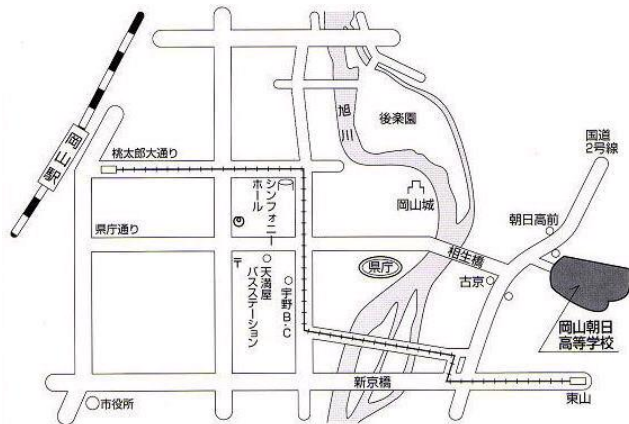 岡山駅
桃太郎大通り
県庁通り
シンフォニー
ホール
〒
天満屋
バスステーション
宇野B・C
旭川
後楽園
岡山城
県庁
相生橋
古京
朝日高前
国道
2号線
岡山朝日
高等学校
新京橋
東山
市役所